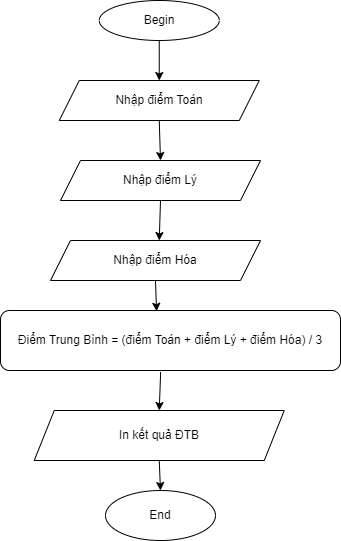 Begin
Nhập điểm Toán
Nhập điểm Lý
Nhập điểm Hóa
Điểm Trung Bình = (điểm Toán + điểm Lý + điểm Hóa) / 3
In kết quả ĐTB
End